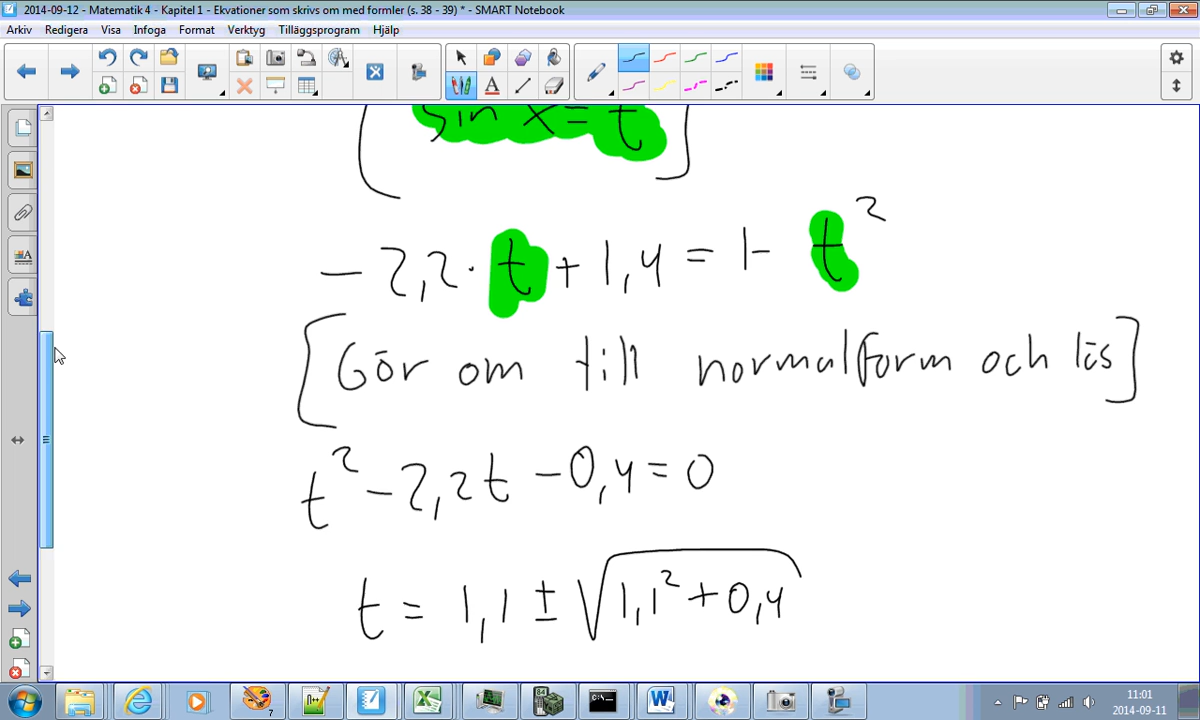 2014-09-12 - Matematik 4 - Kapitel 1 - Ekvationer som skrivs om med formler (s. 38 - 39) * - SMART Notebook
Arkiv Redigera Visa Infoga Format Verktyg Tilläggsprogram Hjälp
sin x = t
- 2,2 · t + 1,4 = 1 - t²
[Gör om till normalform och lös]
t² - 2,2t - 0,4 = 0
t = 1,1 ± √1,1² + 0,4
11:01
2014-09-11